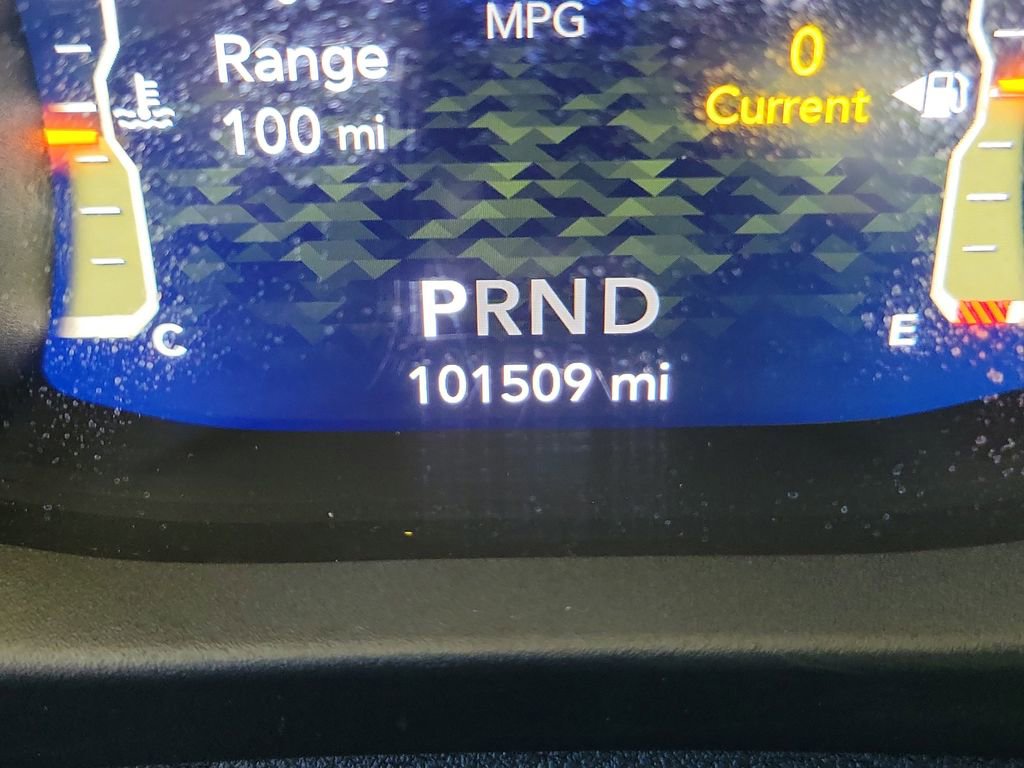 MPG
Range
100 mi
0
Current
PRND
101509 mi
C
E